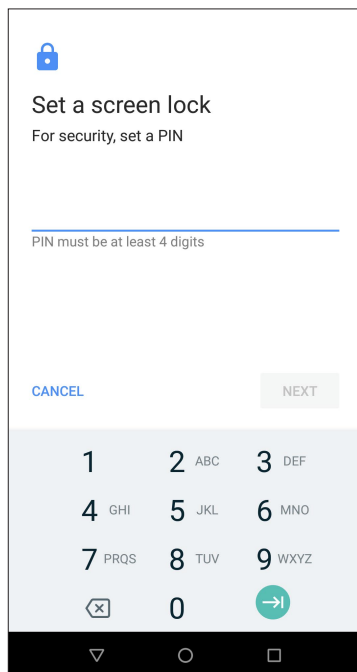 Set a screen lock
For security, set a PIN
PIN must be at least 4 digits
CANCEL NEXT
1 2 ABC 3 DEF
4 GHI 5 JKL 6 MNO
7 PRQS 8 TUV 9 WXYZ
0